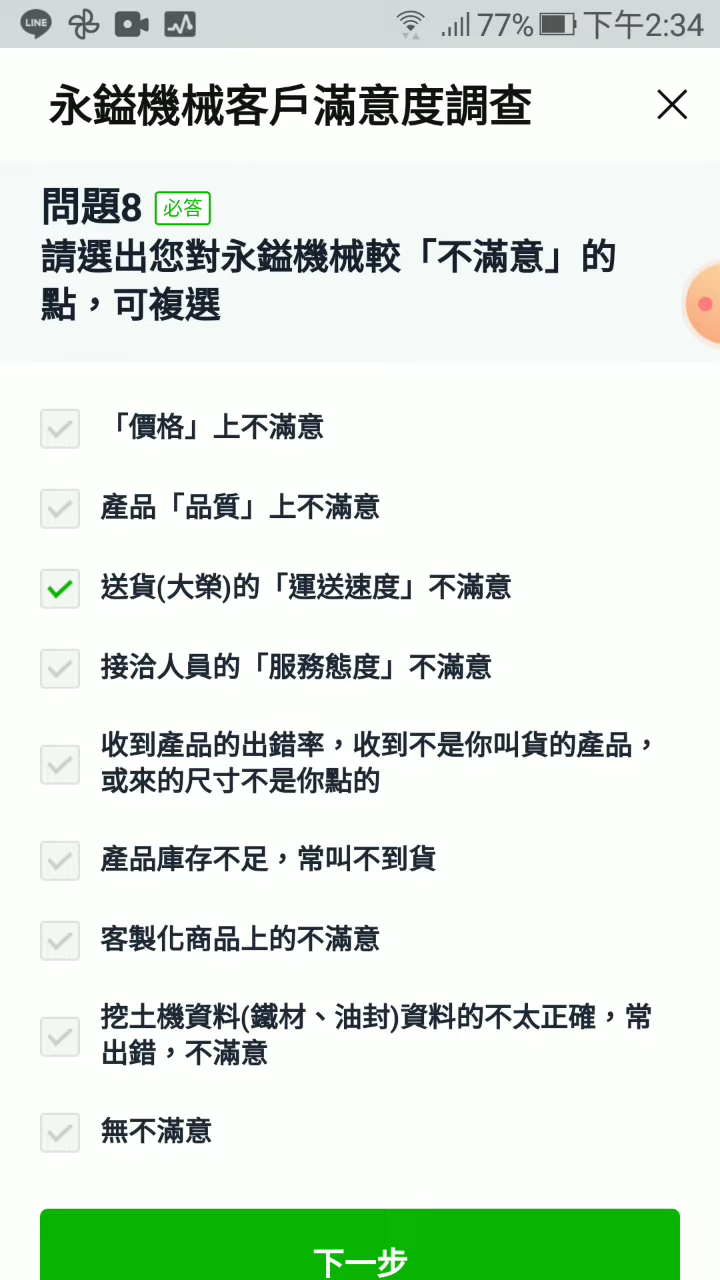 LINE 77% 下午2:34
永鎰機械客戶滿意度調查
問題8 必答
請選出您對永鎰機械較「不滿意」的
點，可複選
「價格」上不滿意
產品「品質」上不滿意
送貨(大榮)的「運送速度」不滿意
接洽人員的「服務態度」不滿意
收到產品的出錯率，收到不是你叫貨的產品，
或來的尺寸不是你點的
產品庫存不足，常叫不到貨
客製化商品上的不滿意
挖土機資料(鐵材、油封)資料的不太正確，常
出錯，不滿意
無不滿意
下一步